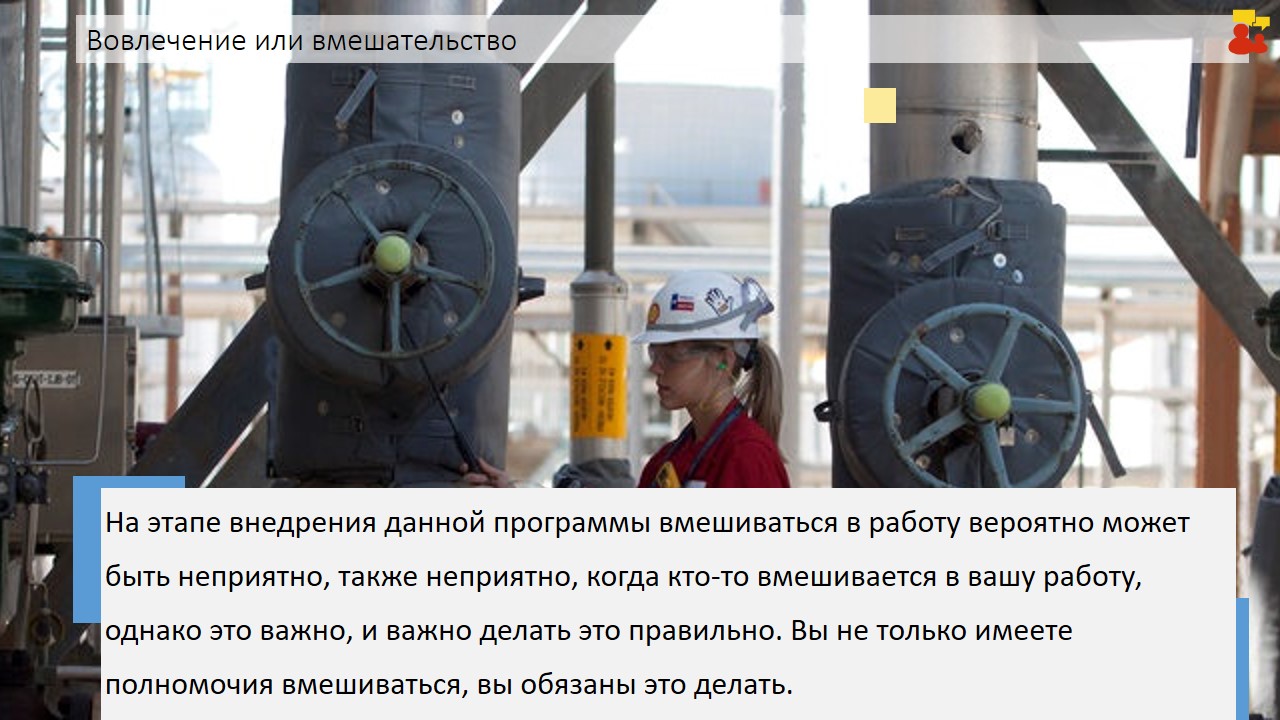 Вовлечение или вмешательство
На этапе внедрения данной программы вмешиваться в работу вероятно может
быть неприятно, также неприятно, когда кто-то вмешивается в вашу работу,
однако это важно, и важно делать это правильно. Вы не только имеете
полномочия вмешиваться, вы обязаны это делать.